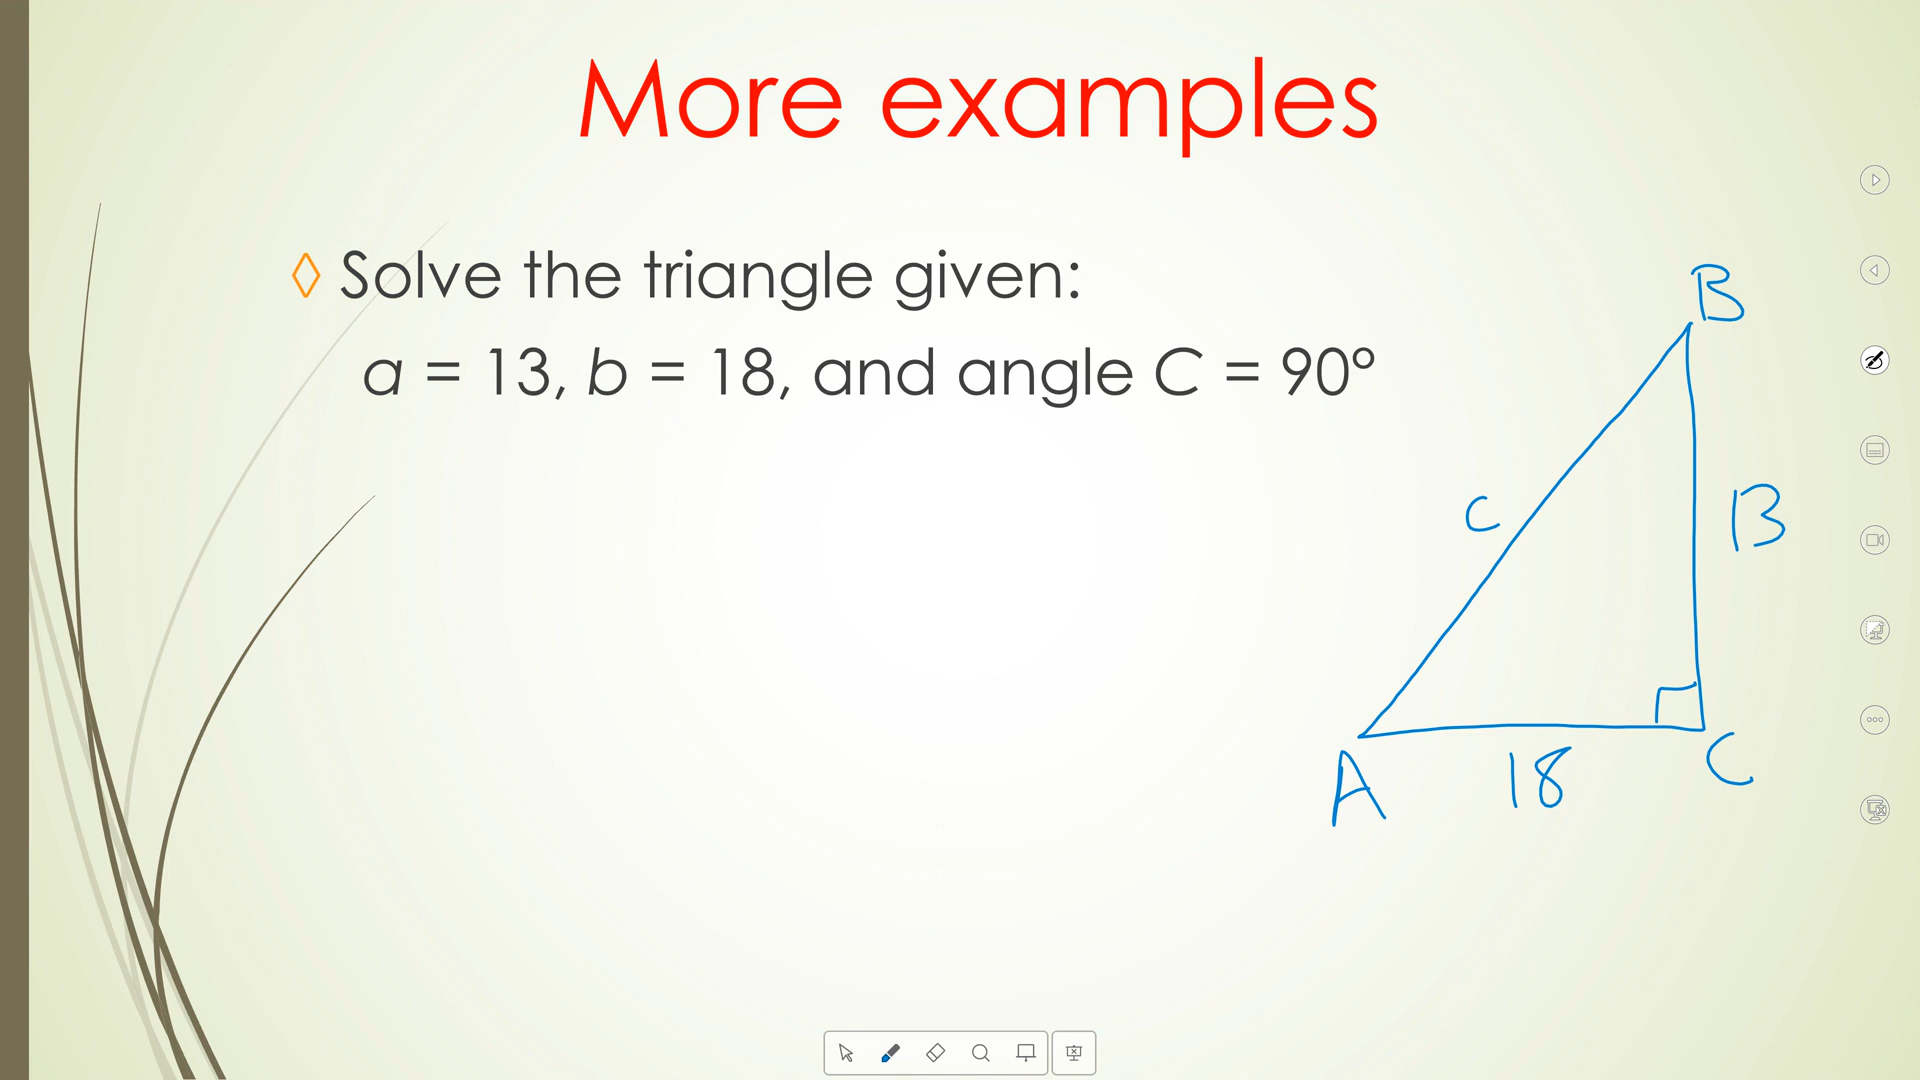 More examples
Solve the triangle given:
a = 13, b = 18, and angle C = 90°
B
c
13
A
18
C